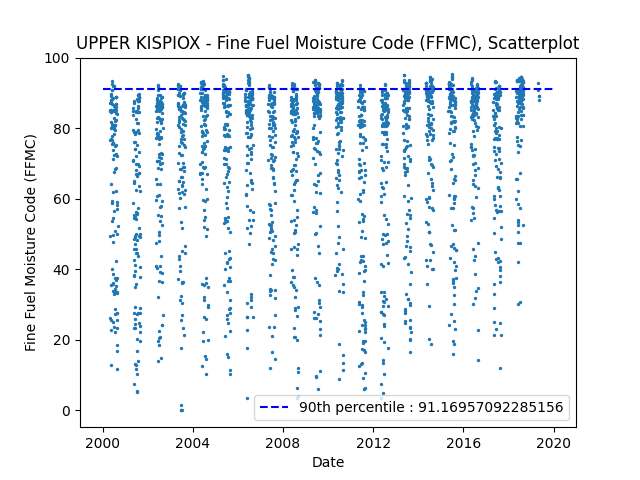 UPPER KISPIOX - Fine Fuel Moisture Code (FFMC), Scatterplot
Fine Fuel Moisture Code (FFMC)
100
80
60
40
20
0
90th percentile : 91.16957092285156
2000 2004 2008 2012 2016 2020
Date